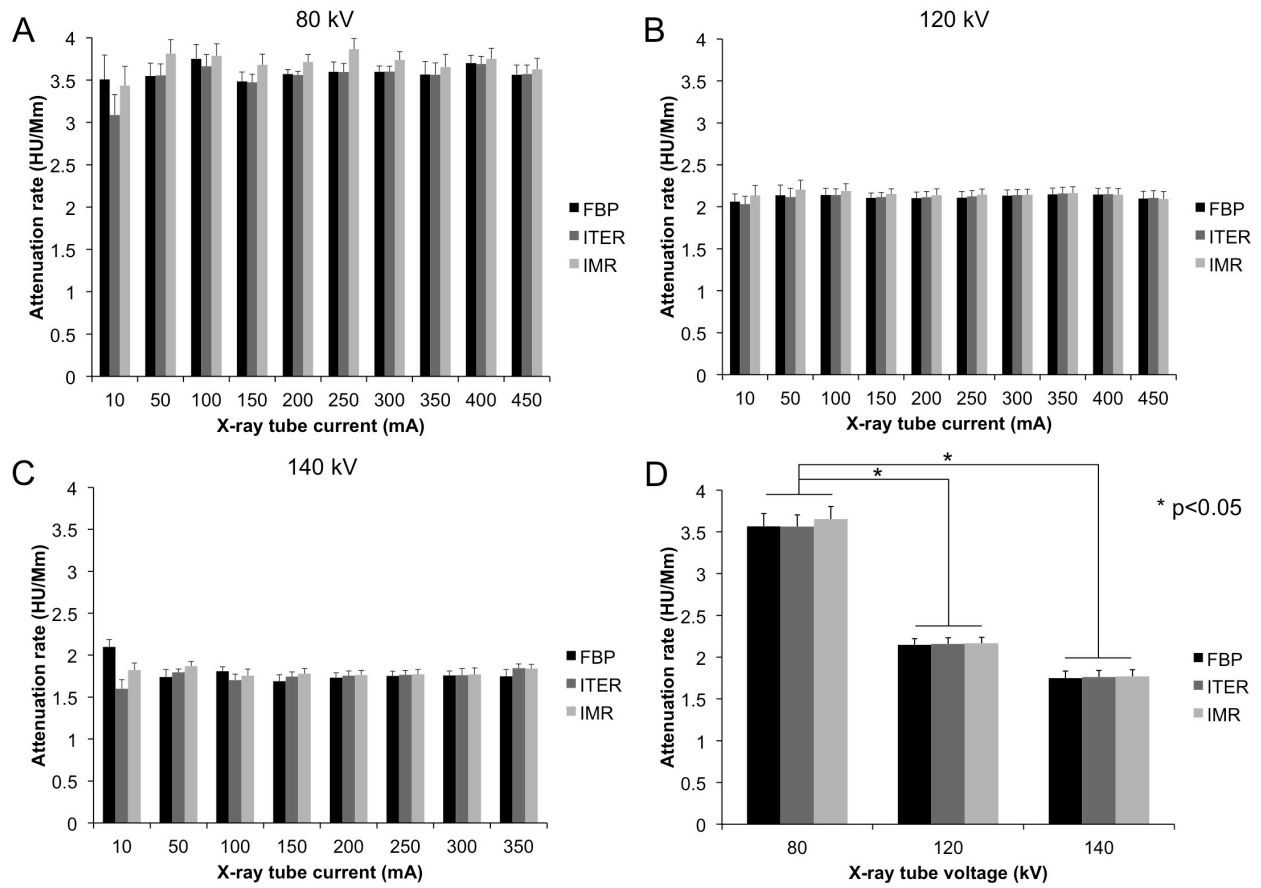 A
80 kV
4
3.5
3
2.5
2
1.5
1
0.5
0
Attenuation rate (HU/Mm)
10 50 100 150 200 250 300 350 400 450
X-ray tube current (mA)
FBP
ITER
IMR
B
120 kV
4
3.5
3
2.5
2
1.5
1
0.5
0
Attenuation rate (HU/Mm)
10 50 100 150 200 250 300 350 400 450
X-ray tube current (mA)
FBP
ITER
IMR
C
140 kV
4
3.5
3
2.5
2
1.5
1
0.5
0
Attenuation rate (HU/Mm)
10 50 100 150 200 250 300 350
X-ray tube current (mA)
FBP
ITER
IMR
D
*
*
* p<0.05
4
3.5
3
2.5
2
1.5
1
0.5
0
Attenuation rate (HU/Mm)
80 120 140
X-ray tube voltage (kV)
FBP
ITER
IMR